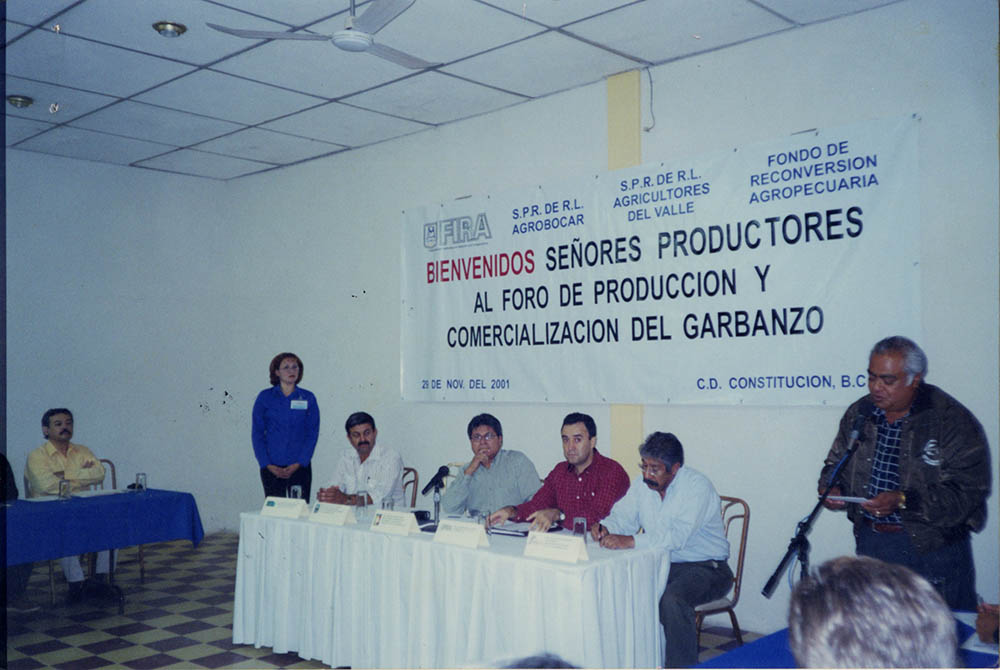 FIRA
S.P.R. DE R.L.
AGROBOCAR
S.P.R. DE R.L.
AGRICULTORES
DEL VALLE
FONDO DE
RECONVERSION
AGROPECUARIA
BIENVENIDOS SEÑORES PRODUCTORES
AL FORO DE PRODUCCION Y
COMERCIALIZACION DEL GARBANZO
29 DE NOV. DEL 2001
C.D. CONSTITUCION, B.C